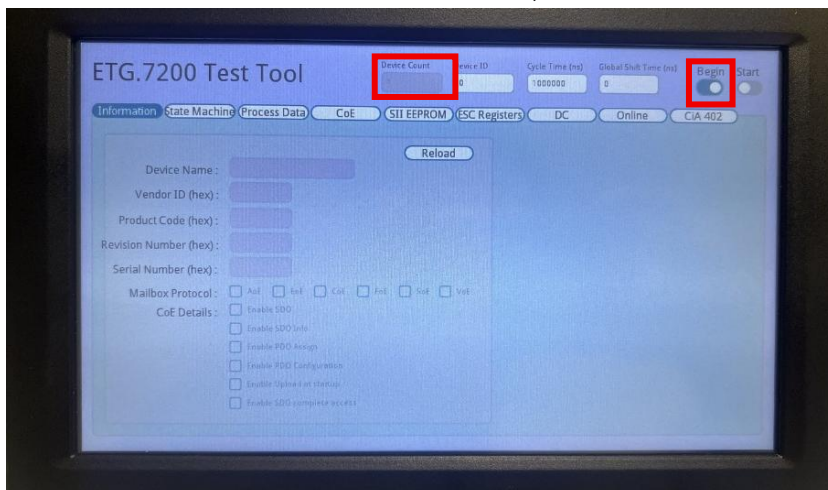 ETG.7200 Test Tool
Device Count
Device ID
0
Cycle Time (ns)
1000000
Global Shift Time (ns)
0
Begin
Start
Information
State Machine
Process Data
CoE
SII EEPROM
ESC Registers
DC
Online
CiA 402
Reload
Device Name :
Vendor ID (hex) :
Product Code (hex) :
Revision Number (hex) :
Serial Number (hex) :
Mailbox Protocol : AoE EoE CoE FoE SoE VoE
CoE Details : Enable SDO
Enable SDO Info
Enable PDO Assign
Enable PDO Configuration
Enable Upload at startup
Enable SDO complete access